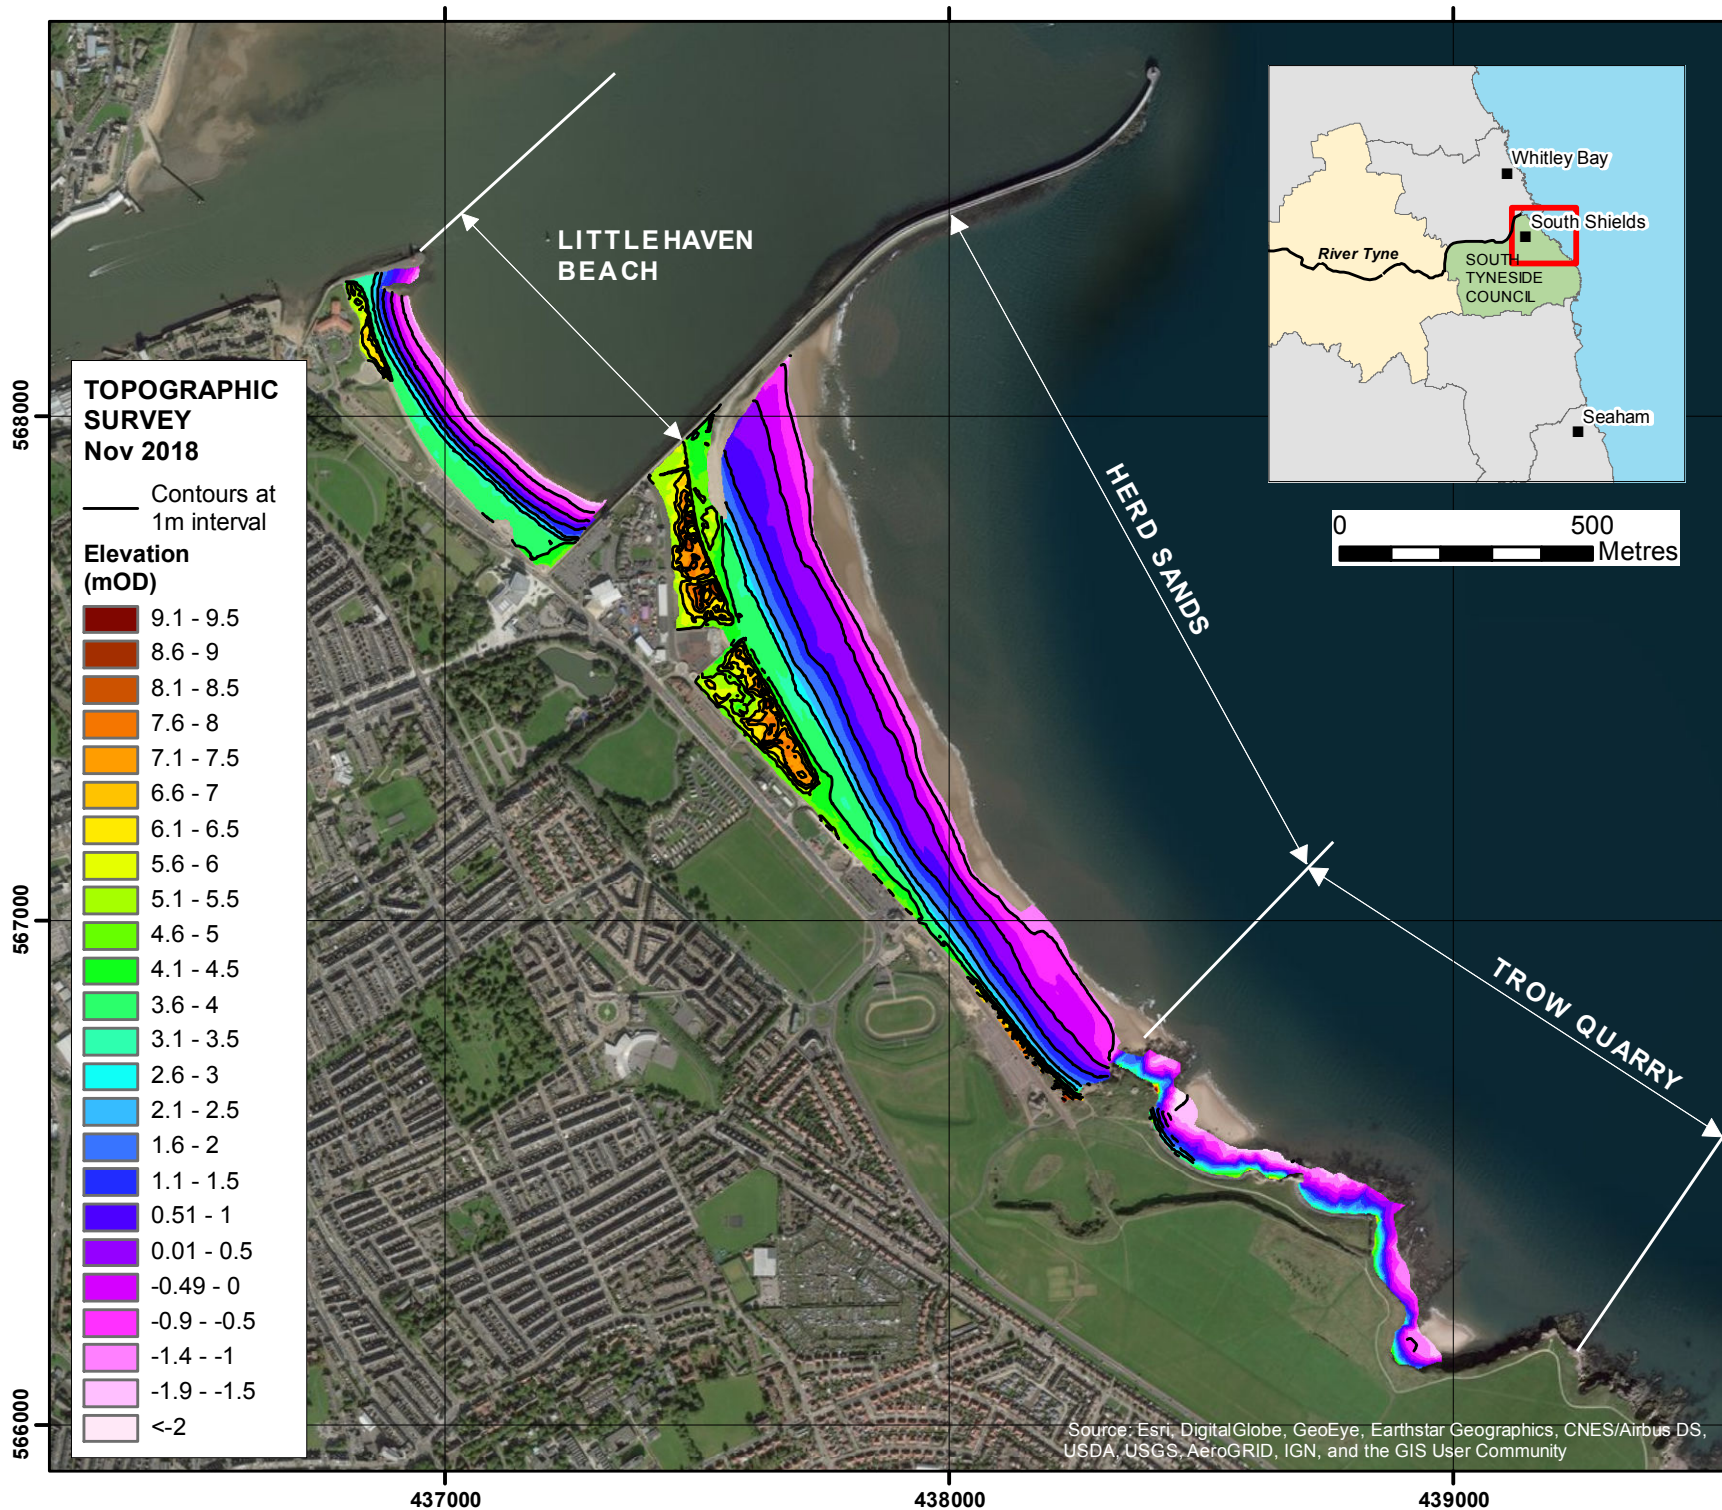 LITTLEHAVEN
BEACH
HERD SANDS
TROW QUARRY
Whitley Bay
South Shields
River Tyne
SOUTH
TYNESIDE
COUNCIL
Seaham
0 500
Metres
TOPOGRAPHIC
SURVEY
Nov 2018
Contours at
1m interval
Elevation
(mOD)
9.1 - 9.5
8.6 - 9
8.1 - 8.5
7.6 - 8
7.1 - 7.5
6.6 - 7
6.1 - 6.5
5.6 - 6
5.1 - 5.5
4.6 - 5
4.1 - 4.5
3.6 - 4
3.1 - 3.5
2.6 - 3
2.1 - 2.5
1.6 - 2
1.1 - 1.5
0.51 - 1
0.01 - 0.5
-0.49 - 0
-0.9 - -0.5
-1.4 - -1
-1.9 - -1.5
<-2
568000
567000
566000
Source: Esri, DigitalGlobe, GeoEye, Earthstar Geographics, CNES/Airbus DS,
USDA, USGS, AeroGRID, IGN, and the GIS User Community
437000
438000
439000